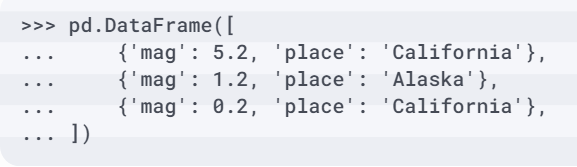 >>> pd.DataFrame([
...     {'mag': 5.2, 'place': 'California'},
...     {'mag': 1.2, 'place': 'Alaska'},
...     {'mag': 0.2, 'place': 'California'},
... ])